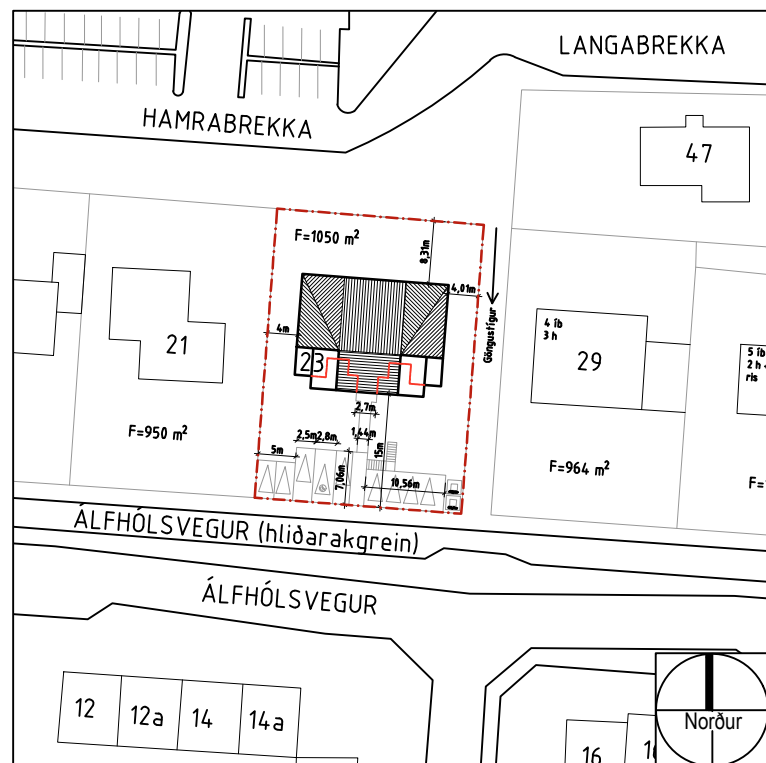 LANGABREKKA
HAMRABREKKA
47
F=1050 m²
8,31m
4,01m
Göngustígur
4m
21
23
4 íb
3 h
29
5 íb
2 h
ris
2,7m
F=950 m²
2,5m 2,8m
1,44m
15m
5m
7,06m
10,56m
F=964 m²
F=
ÁLFHÓLSVEGUR (hliðarakgrein)
ÁLFHÓLSVEGUR
12
12a
14
14a
16
Norður